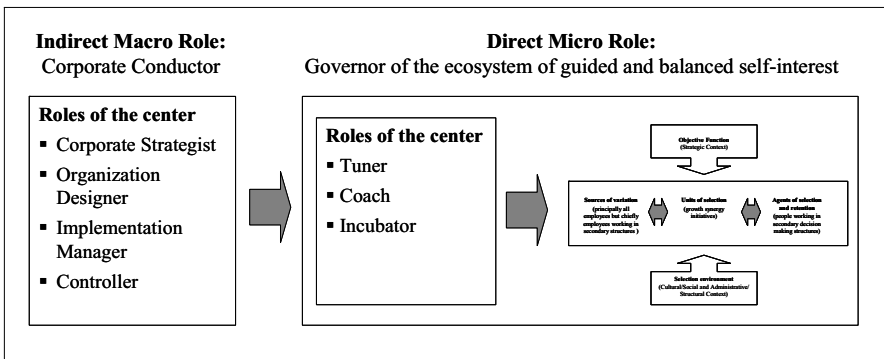 Indirect Macro Role:
Corporate Conductor
Direct Micro Role:
Governor of the ecosystem of guided and balanced self-interest
Roles of the center
▪ Corporate Strategist
▪ Organization
Designer
▪ Implementation
Manager
▪ Controller
Roles of the center
▪ Tuner
▪ Coach
▪ Incubator
Objective Function
(Strategic Context)
Sources of variation
(principally all
employees but chiefly
employees working in
secondary structures )
Units of selection
(growth synergy
initiatives)
Agents of selection
and retention
(people working in
secondary decision
making structures)
Selection environment
(Cultural/Social and Administrative/
Structural Context)